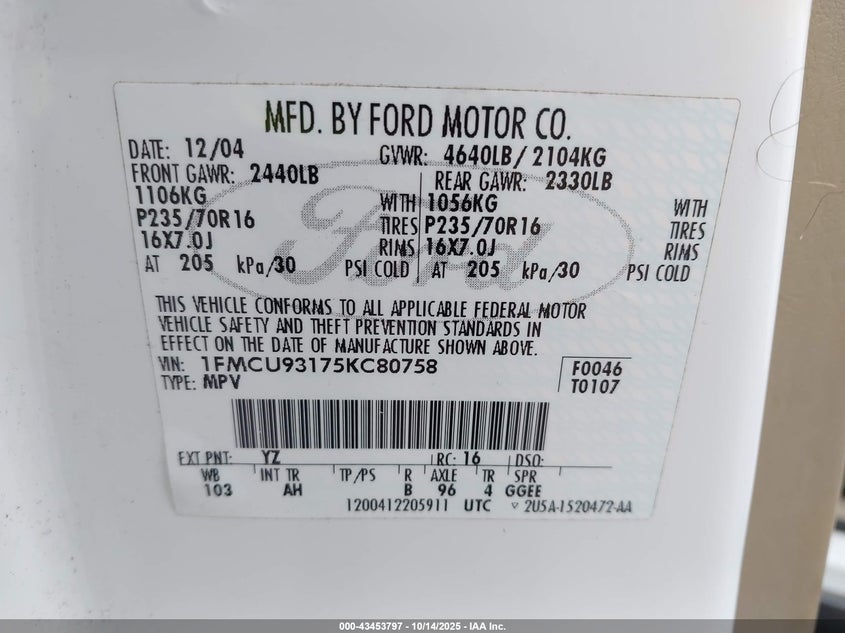 MFD. BY FORD MOTOR CO.
DATE: 12/04 GVWR: 4640LB / 2104KG
FRONT GAWR: 2440LB REAR GAWR: 2330LB
1106KG WITH 1056KG WITH
P235/70R16 TIRES P235/70R16 TIRES
16X7.0J RIMS 16X7.0J RIMS
AT 205 kPa/30 PSI COLD AT 205 kPa/30 PSI COLD
Ford
THIS VEHICLE CONFORMS TO ALL APPLICABLE FEDERAL MOTOR
VEHICLE SAFETY AND THEFT PREVENTION STANDARDS IN
EFFECT ON THE DATE OF MANUFACTURE SHOWN ABOVE.
VIN: 1FMCU93175KC80758 F0046
TYPE: MPV T0107
EXT PNT: YZ RC: 16 DSO:
WB INT TR TP/PS R AXLE TR SPR
103 AH B 96 4 GGEE
1200412205911 UTC ▽ 2U5A-1520472-AA
000-43453797 - 10/14/2025 - IAA Inc.